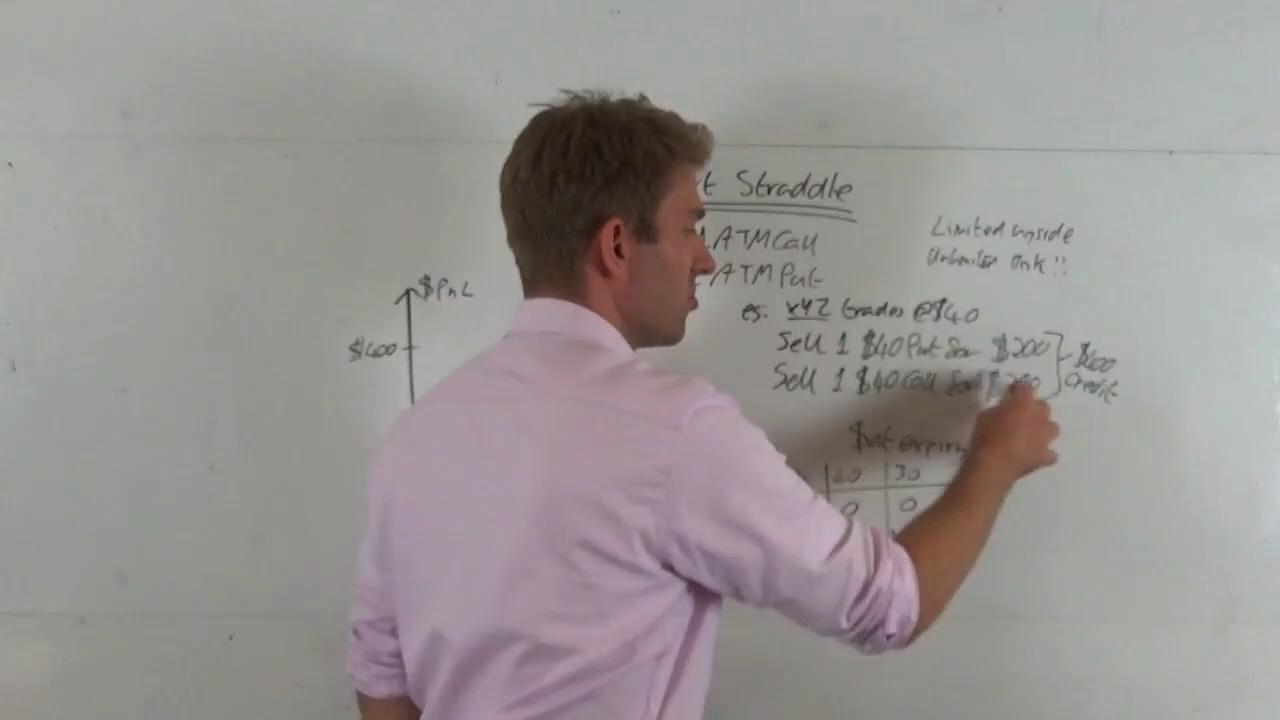 t Straddle
ATM Call
ATM Put
Limited upside
Unlimited risk!!
eg. XYZ trades @ $40
Sell 1 $40 Put for $200
Sell 1 $40 Call for $200
$400
Credit
$PnL
$400
$ at expiry
40 30
0 0